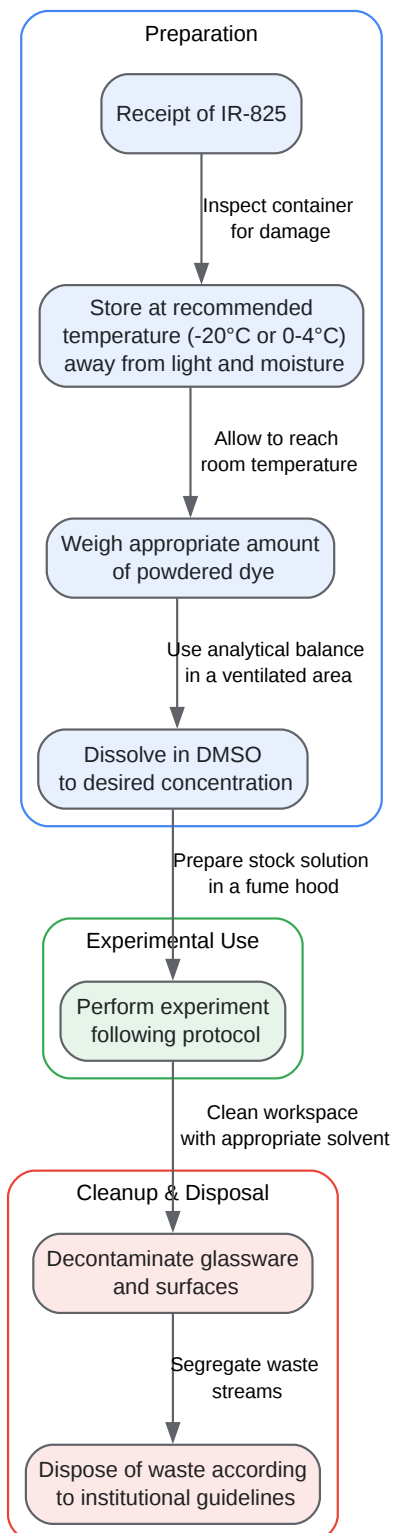 Preparation
Receipt of IR-825
Inspect container
for damage
Store at recommended
temperature (-20°C or 0-4°C)
away from light and moisture
Allow to reach
room temperature
Weigh appropriate amount
of powdered dye
Use analytical balance
in a ventilated area
Dissolve in DMSO
to desired concentration
Prepare stock solution
in a fume hood
Experimental Use
Perform experiment
following protocol
Clean workspace
with appropriate solvent
Cleanup & Disposal
Decontaminate glassware
and surfaces
Segregate waste
streams
Dispose of waste according
to institutional guidelines